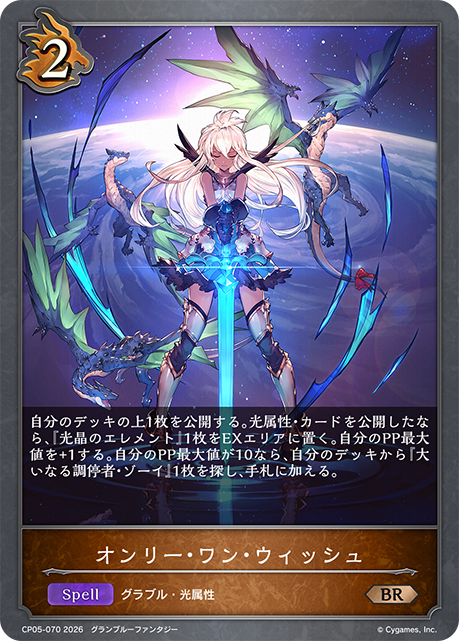 2
自分のデッキの上1枚を公開する。光属性・カードを公開したな
ら、『光晶のエレメント』1枚をEXエリアに置く。自分のPP最大
値を+1する。自分のPP最大値が10なら、自分のデッキから『大
いなる調停者・ゾーイ』1枚を探し、手札に加える。
オンリー・ワン・ウィッシュ
Spell グラブル・光属性 BR
CP05-070 2026 グランブルーファンタジー © Cygames, Inc.